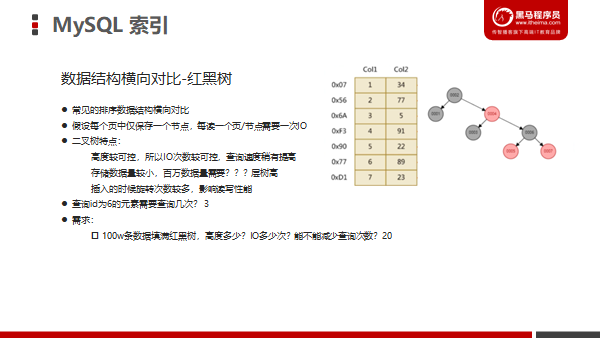 MySQL 索引
黑马程序员
www.itheima.com
传智播客旗下高端IT教育品牌
数据结构横向对比-红黑树
常见的排序数据结构横向对比
假设每个页中仅保存一个节点，每读一个页/节点需要一次IO
二叉树特点：
高度较可控，所以IO次数较可控，查询速度稍有提高
存储数据量较小，百万数据量需要？？？层树高
插入的时候旋转次数较多，影响读写性能
查询id为6的元素需要查询几次？3
需求：
100w条数据填满红黑树，高度多少？IO多少次？能不能减少查询次数？20
Col1 Col2
0x07 1 34
0x56 2 77
0x6A 3 5
0xF3 4 91
0x90 5 22
0x77 6 89
0xD1 7 23
0002
0001 0004
0003 0006
0005 0007